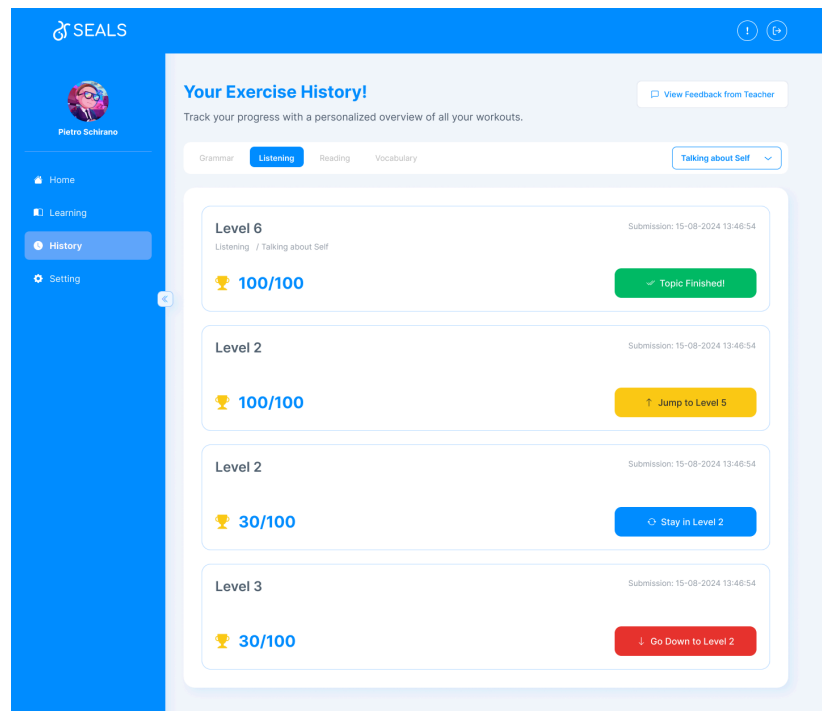 SEALS
!
Pietro Schirano
Home
Learning
History
Setting
Your Exercise History!
Track your progress with a personalized overview of all your workouts.
View Feedback from Teacher
Grammar Listening Reading Vocabulary
Talking about Self
Level 6
Submission: 15-08-2024 13:46:54
Listening / Talking about Self
100/100
Topic Finished!
Level 2
Submission: 15-08-2024 13:46:54
100/100
Jump to Level 5
Level 2
Submission: 15-08-2024 13:46:54
30/100
Stay in Level 2
Level 3
Submission: 15-08-2024 13:46:54
30/100
Go Down to Level 2